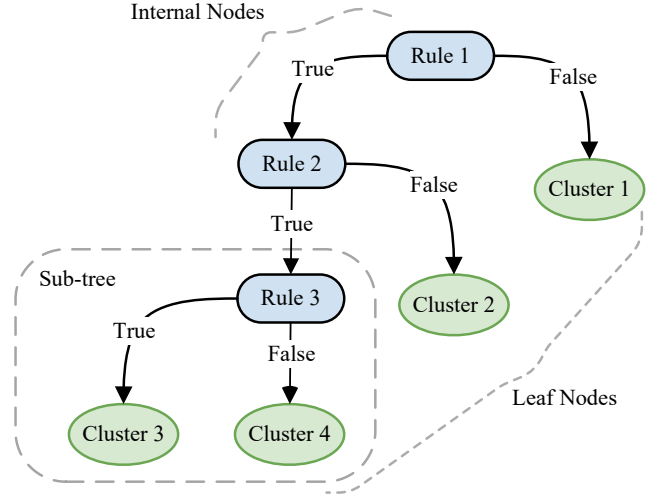 Internal Nodes
Rule 1
True
False
Rule 2
Cluster 1
False
True
Sub-tree
Rule 3
Cluster 2
True
False
Leaf Nodes
Cluster 3
Cluster 4